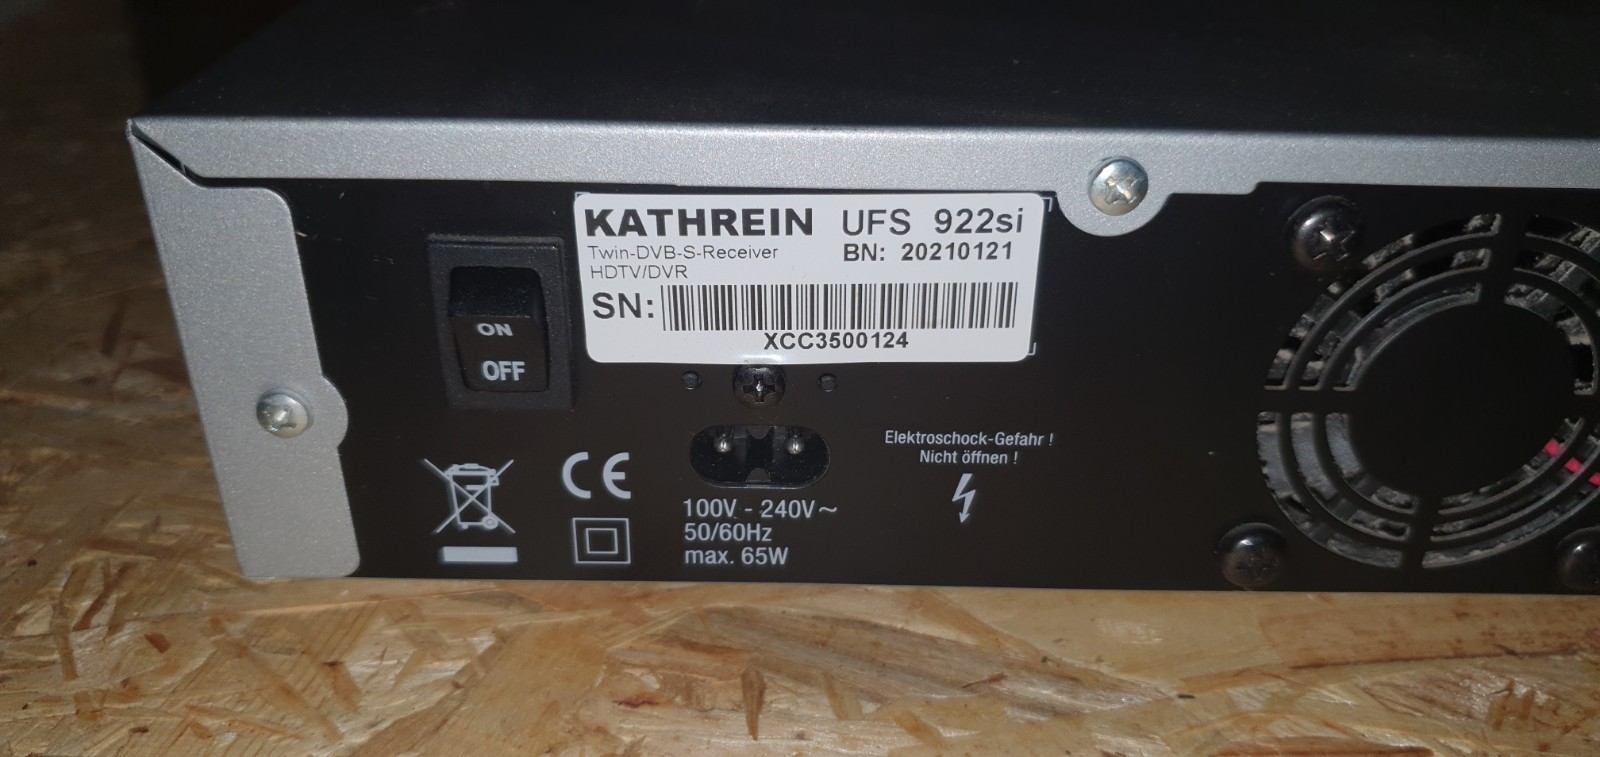 KATHREIN UFS 922si
Twin-DVB-S-Receiver BN: 20210121
HDTV/DVR
SN:
XCC3500124
ON
OFF
CE
Elektroschock-Gefahr !
Nicht öffnen !
100V - 240V~
50/60Hz
max. 65W